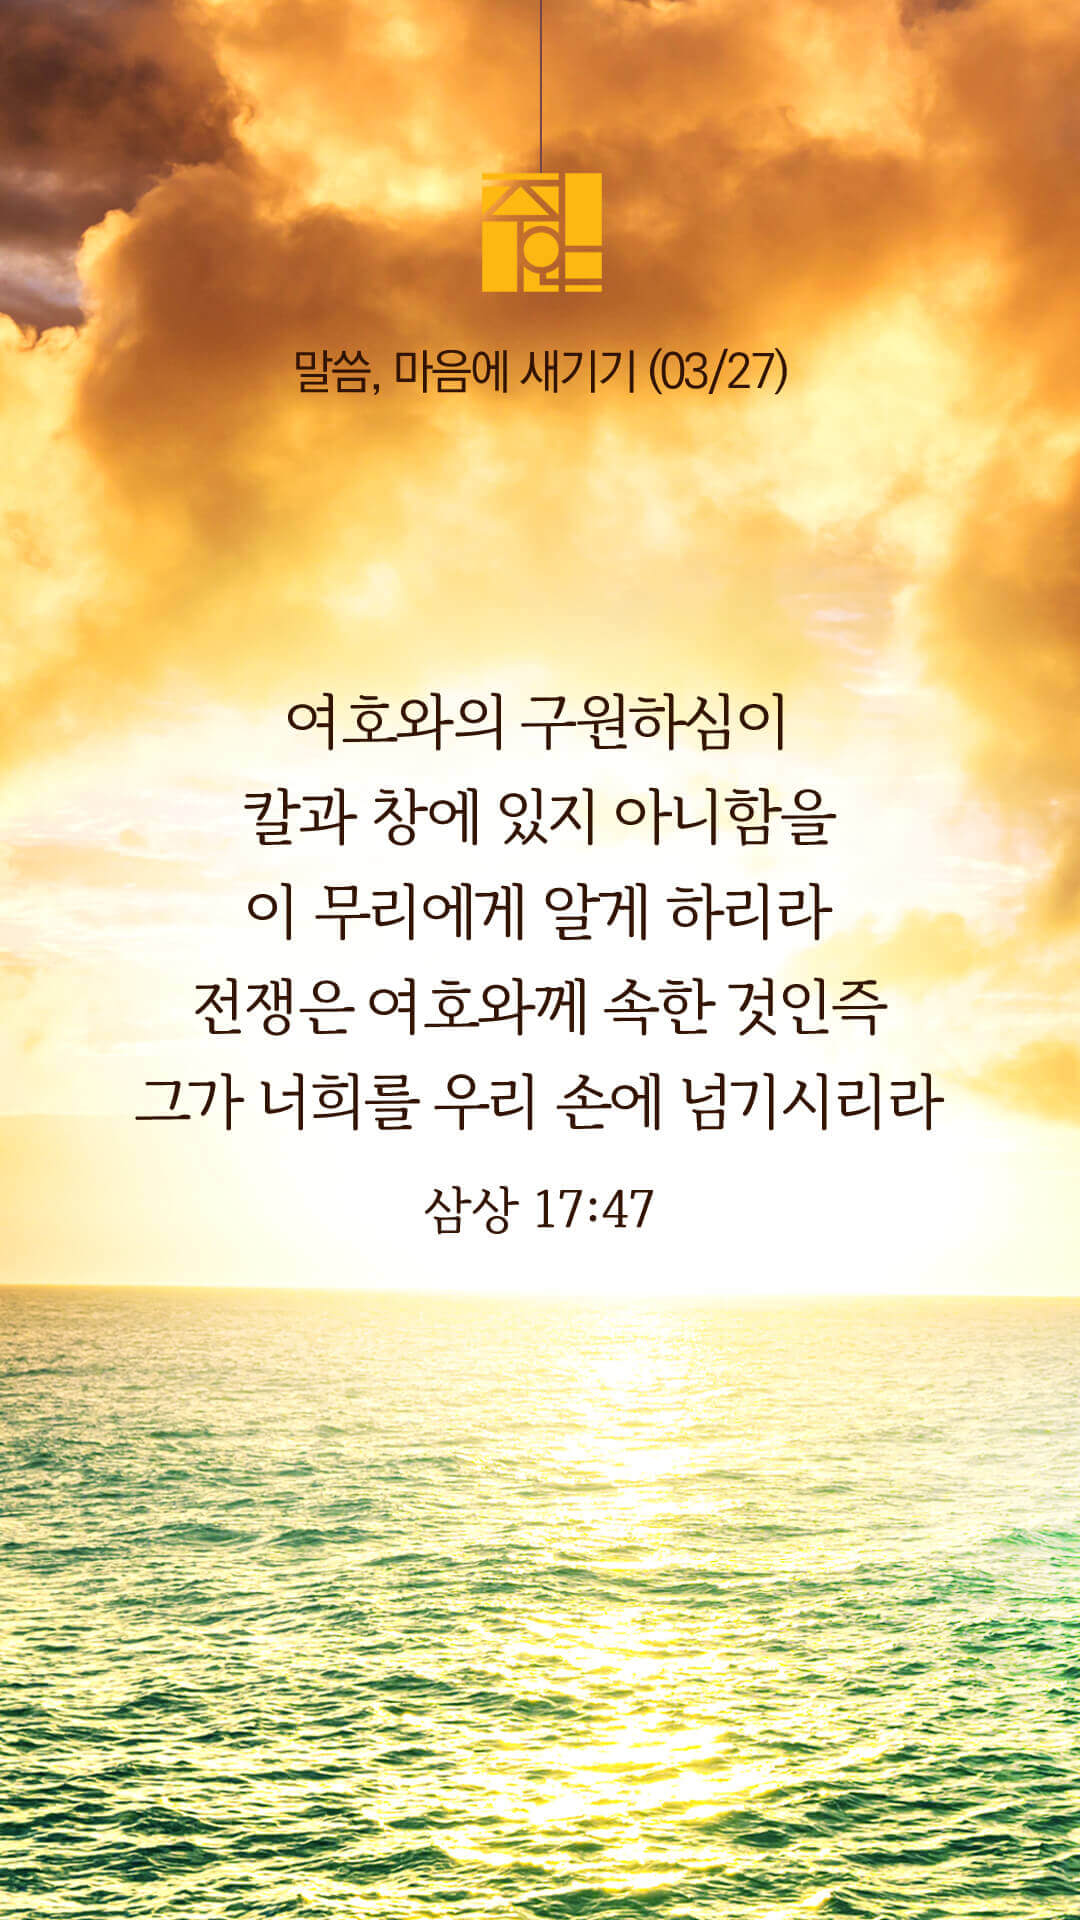 주인
말씀, 마음에 새기기 (03/27)
여호와의 구원하심이
칼과 창에 있지 아니함을
이 무리에게 알게 하리라
전쟁은 여호와께 속한 것인즉
그가 너희를 우리 손에 넘기시리라
삼상 17:47